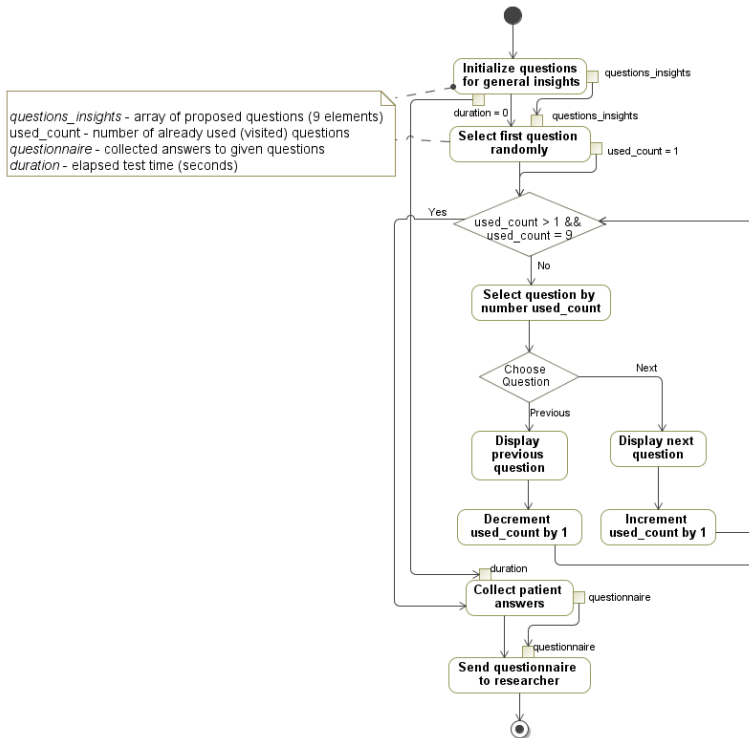 Initialize questions
for general insights
questions_insights
questions_insights - array of proposed questions (9 elements)
used_count - number of already used (visited) questions
questionnaire - collected answers to given questions
duration - elapsed test time (seconds)
duration = 0
questions_insights
Select first question
randomly
used_count = 1
Yes
used_count > 1 &&
used_count = 9
No
Select question by
number used_count
Choose
Question
Next
Previous
Display
previous
question
Display next
question
Decrement
used_count by 1
Increment
used_count by 1
duration
Collect patient
answers
questionnaire
questionnaire
Send questionnaire
to researcher